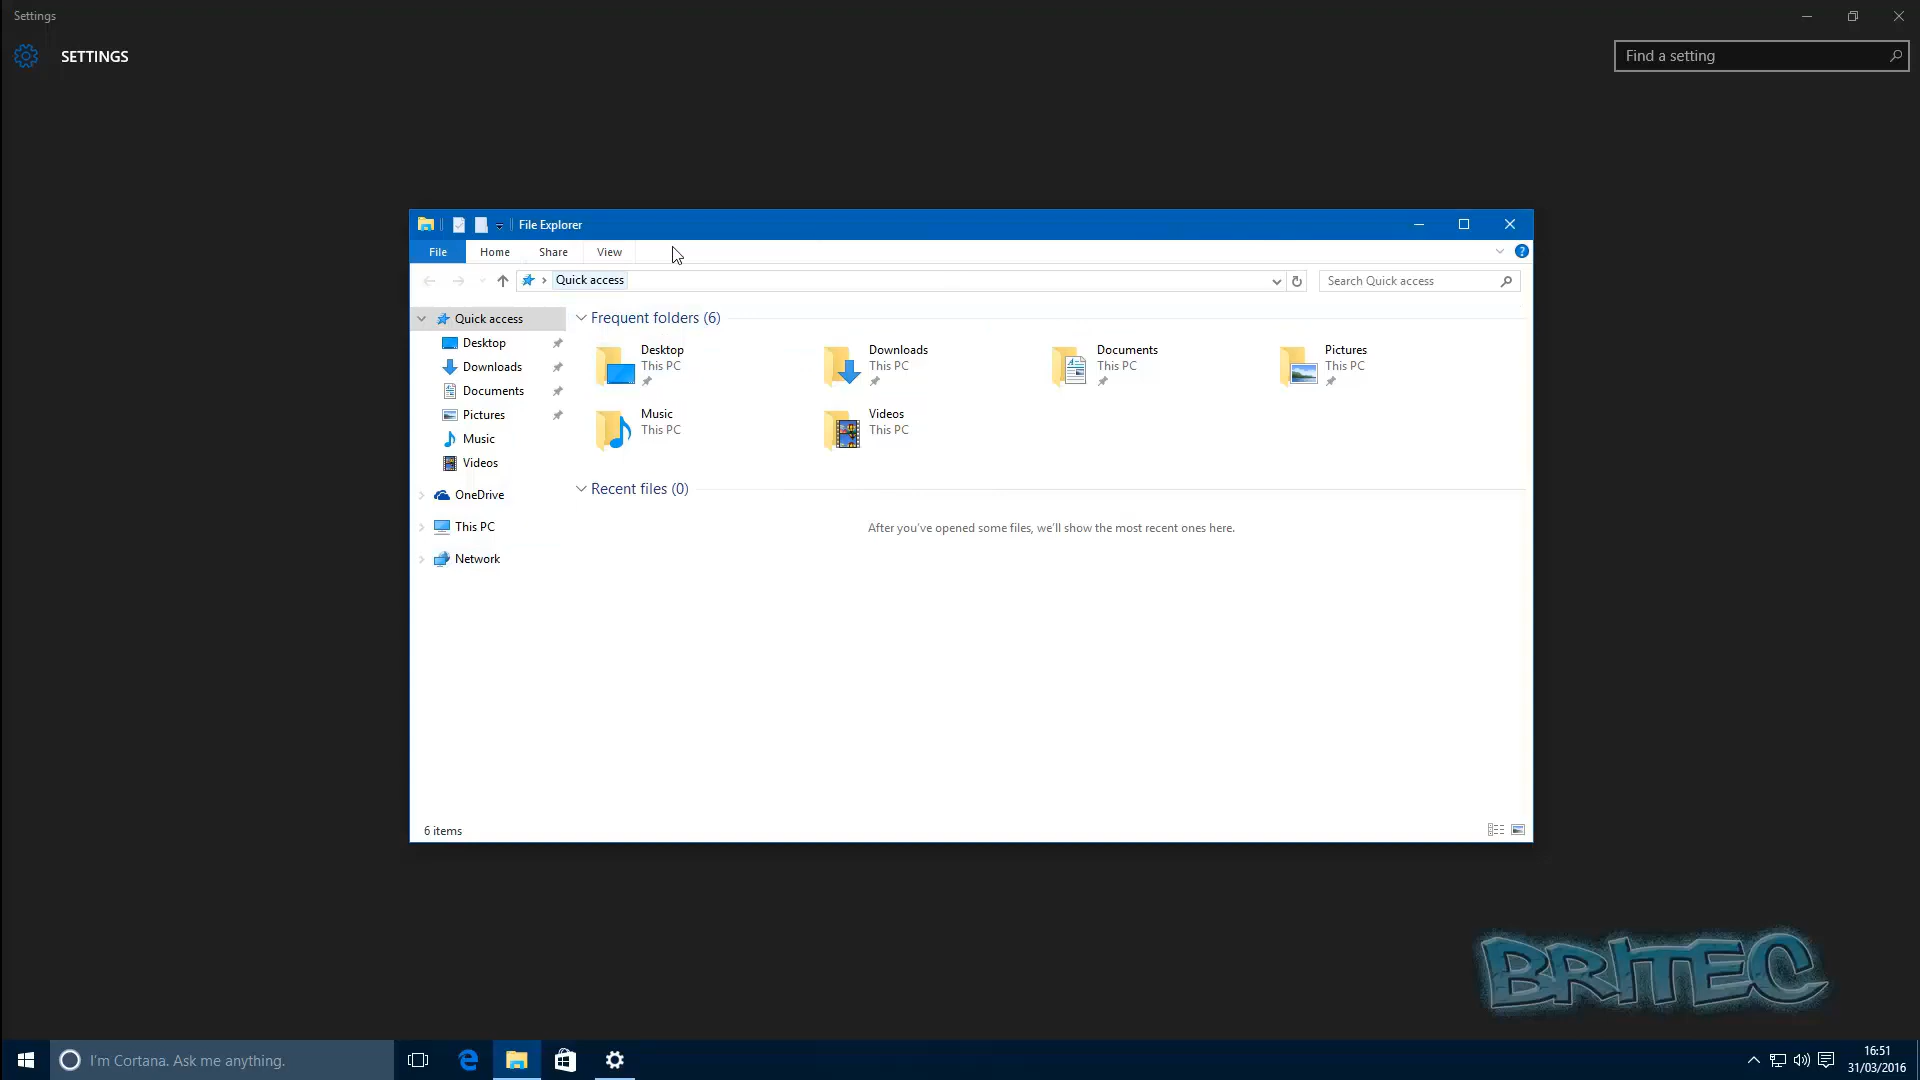 Settings
SETTINGS
Find a setting
File Explorer
File Home Share View
Quick access
Search Quick access
Quick access
Desktop
Downloads
Documents
Pictures
Music
Videos
OneDrive
This PC
Network
Frequent folders (6)
Desktop
This PC
Downloads
This PC
Documents
This PC
Pictures
This PC
Music
This PC
Videos
This PC
Recent files (0)
After you've opened some files, we'll show the most recent ones here.
6 items
BRITEC
I'm Cortana. Ask me anything.
16:51
31/03/2016